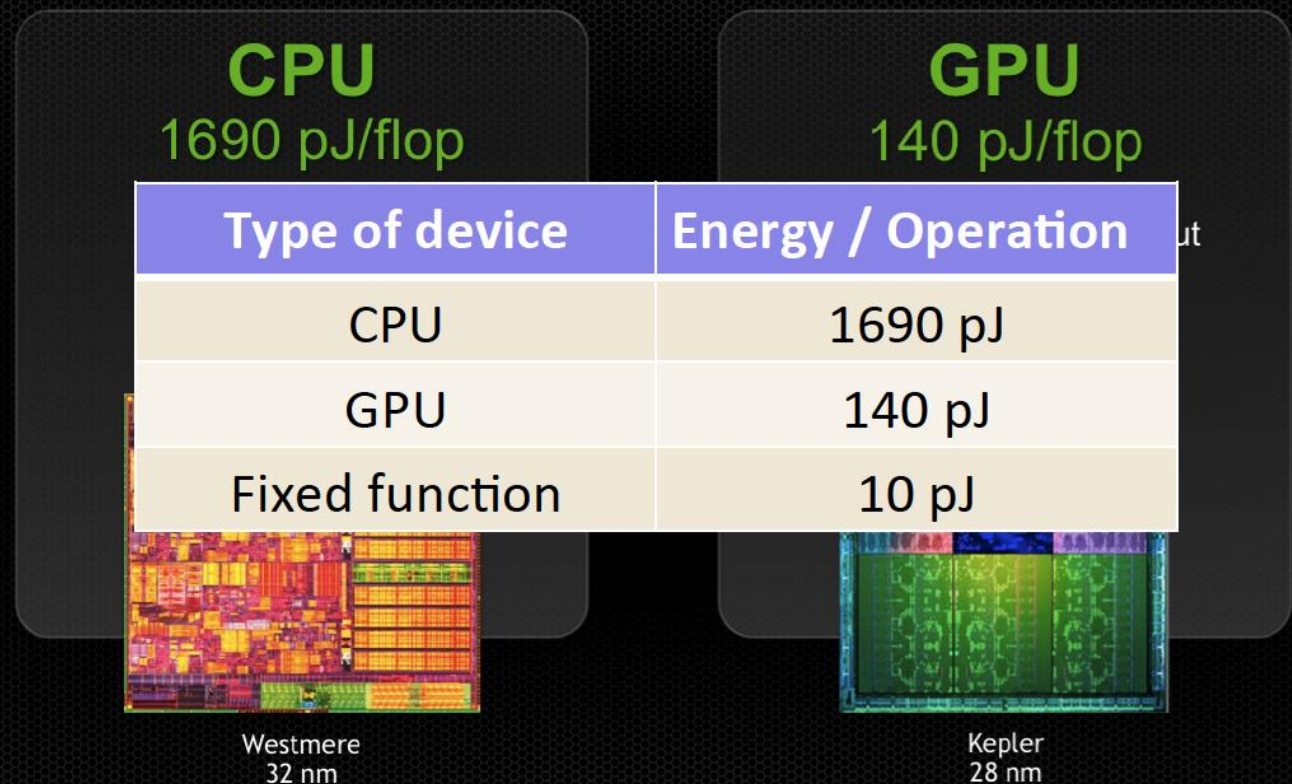 CPU
1690 pJ/flop
GPU
140 pJ/flop
Type of device Energy / Operation
CPU 1690 pJ
GPU 140 pJ
Fixed function 10 pJ
Westmere
32 nm
Kepler
28 nm